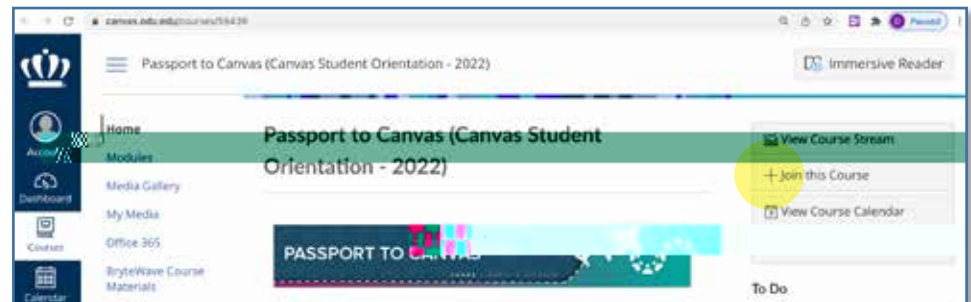 canvas.odu.edu/courses/
Paused
Passport to Canvas (Canvas Student Orientation - 2022)
Immersive Reader
Account
Dashboard
Courses
Calendar
Home
Modules
Media Gallery
My Media
Office 365
BryteWave Course
Materials
Passport to Canvas (Canvas Student
Orientation - 2022)
PASSPORT TO
View Course Stream
Join this Course
View Course Calendar
To Do